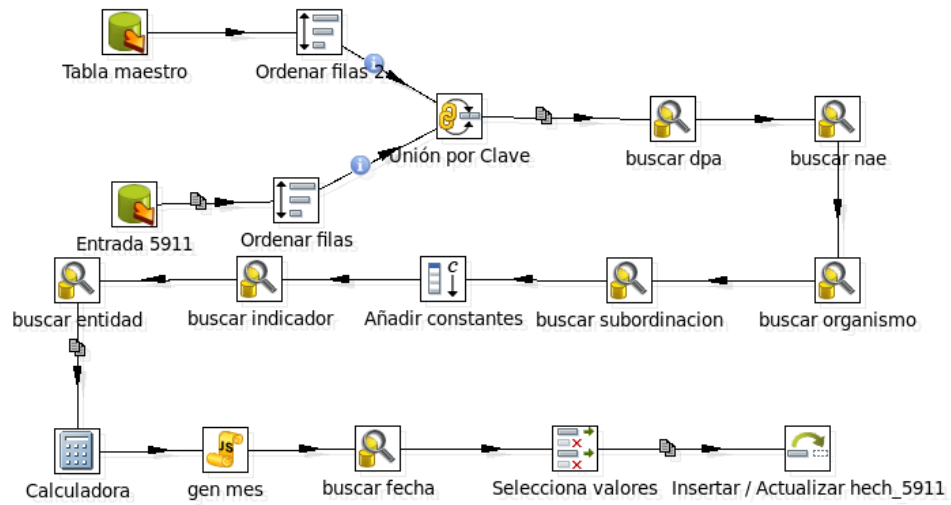 Tabla maestro
Ordenar filas 2
Unión por Clave
buscar dpa
buscar nae
Entrada 5911
Ordenar filas
buscar entidad
buscar indicador
C
Añadir constantes
buscar subordinacion
buscar organismo
Calculadora
JS
gen mes
buscar fecha
Selecciona valores
Insertar / Actualizar hech_5911